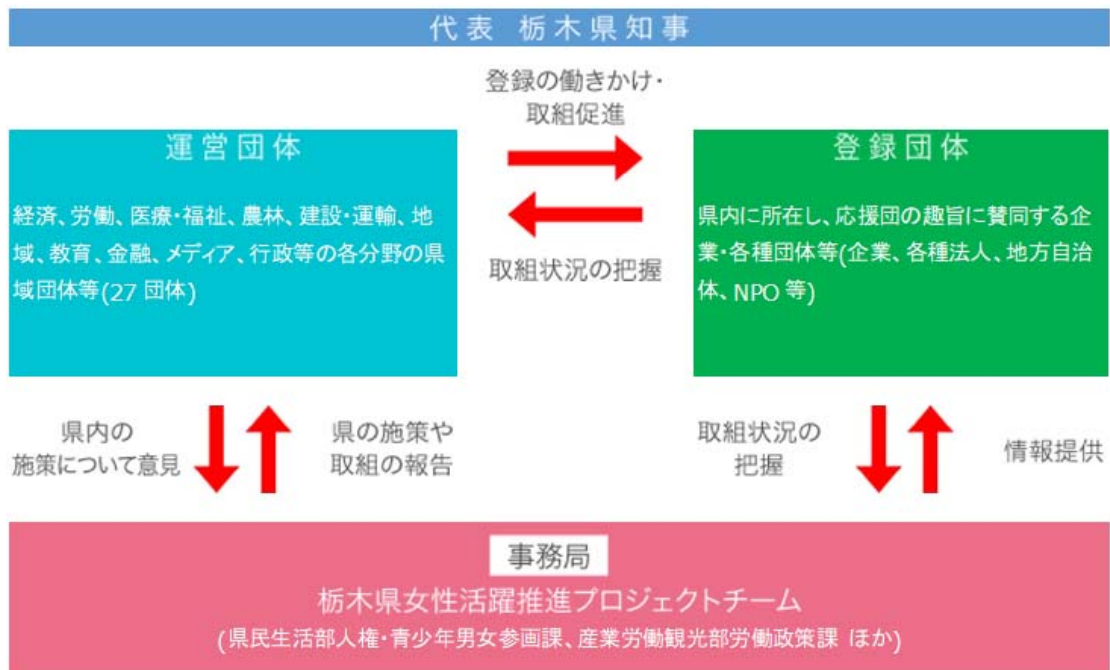 代表 栃木県知事
登録の働きかけ・
取組促進
運営団体
経済、労働、医療・福祉、農林、建設・運輸、地
域、教育、金融、メディア、行政等の各分野の県
域団体等(27 団体)
取組状況の把握
登録団体
県内に所在し、応援団の趣旨に賛同する企
業・各種団体等(企業、各種法人、地方自治
体、NPO 等)
県内の
施策について意見
県の施策や
取組の報告
取組状況の
把握
情報提供
事務局
栃木県女性活躍推進プロジェクトチーム
(県民生活部人権・青少年男女参画課、産業労働観光部労働政策課 ほか)